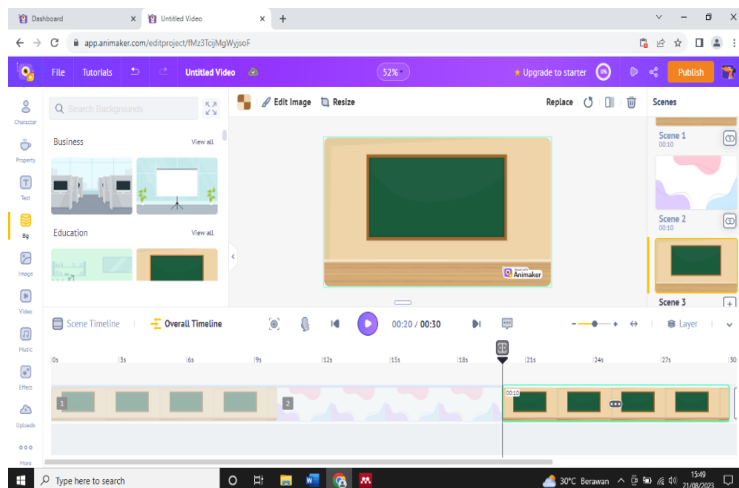 Dashboard
Untitled Video
app.animaker.com/editproject/fMz3TcijMgWyjsoF
File Tutorials Untitled Video 52% Upgrade to starter Publish
Search Backgrounds
Edit Image Resize Replace Scenes
Character
Property
Text
Bg
Image
Video
Music
Effect
Uploads
More
Business View all
Education View all
Animaker
Scene 1
00:10
Scene 2
00:10
Scene 3
Scene Timeline Overall Timeline 00:20 / 00:30 Layer
0s 3s 6s 9s 12s 15s 18s 21s 24s 27s 30
1 2 00:10
Type here to search 30°C Berawan 15:49
21/08/2023